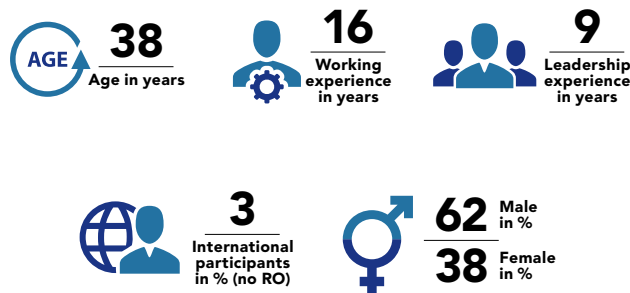 AGE
38
Age in years
16
Working
experience
in years
9
Leadership
experience
in years
3
International
participants
in % (no RO)
62
Male
in %
38
Female
in %